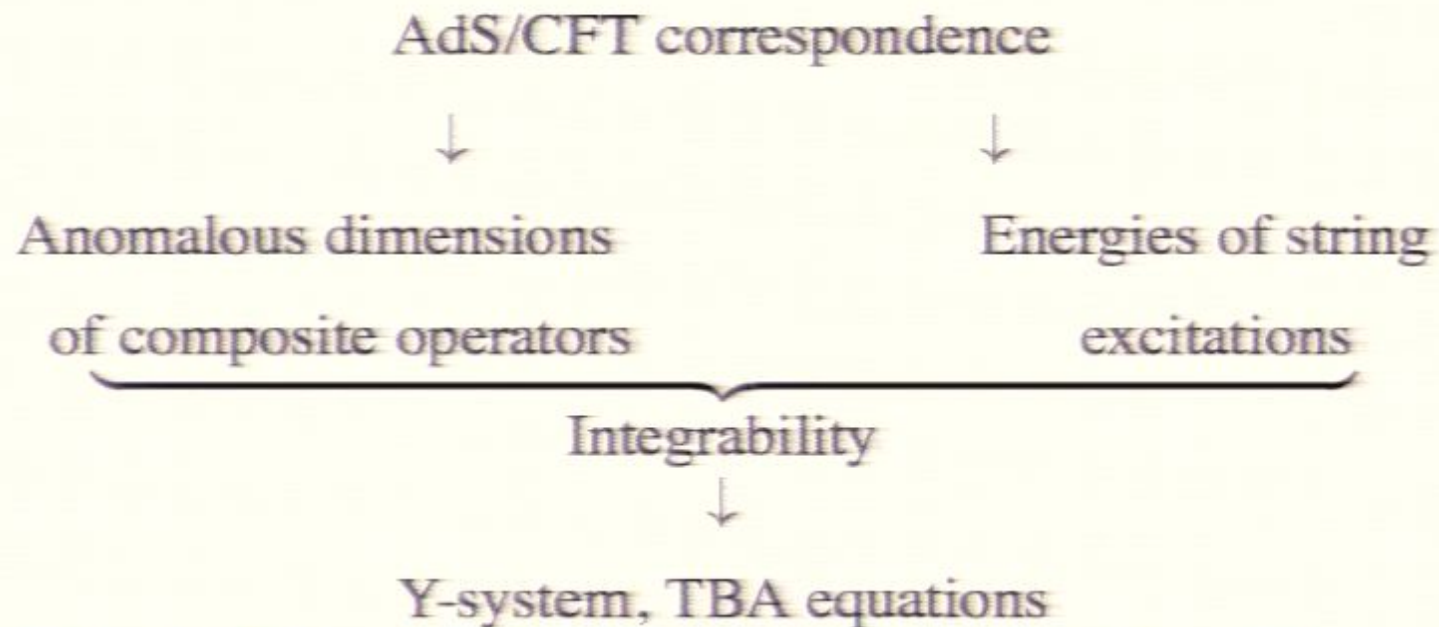 AdS/CFT correspondence
↓ ↓
Anomalous dimensions Energies of string
of composite operators excitations
Integrability
↓
Y-system, TBA equations